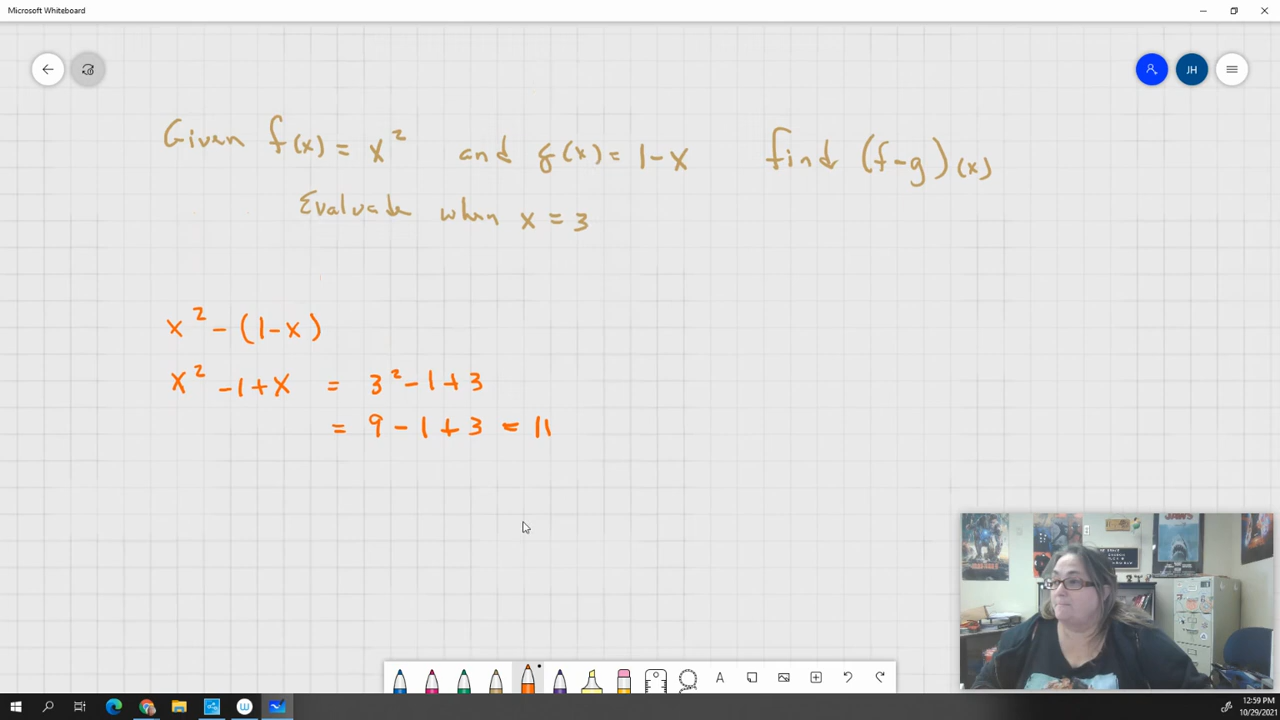 Microsoft Whiteboard
JH
Given f(x) = x² and g(x) = 1-x find (f-g)(x)
Evaluate when x = 3
x² - (1-x)
x² - 1 + x = 3² - 1 + 3
= 9 - 1 + 3 = 11
JAWS
A
12:59 PM
10/29/2021